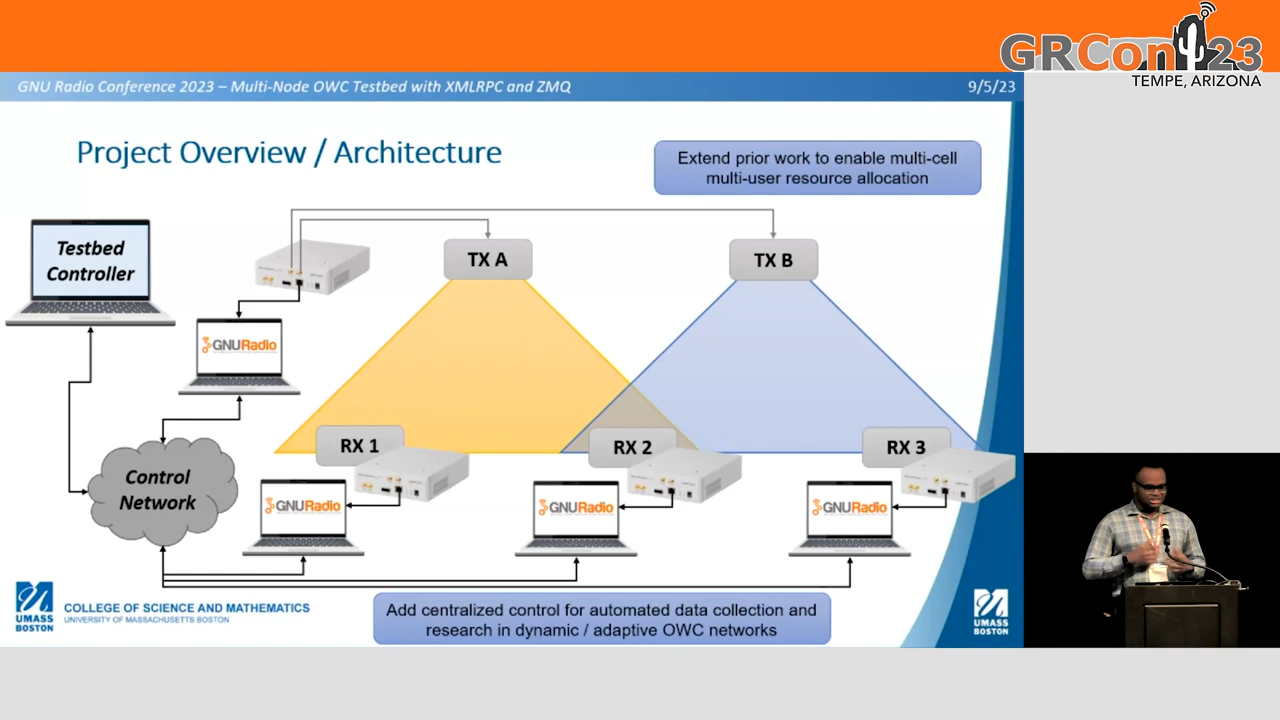 GRCon 23
TEMPE, ARIZONA
GNU Radio Conference 2023 – Multi-Node OWC Testbed with XMLRPC and ZMQ
9/5/23
Project Overview / Architecture
Extend prior work to enable multi-cell
multi-user resource allocation
Testbed
Controller
TX A
TX B
GNURadio
RX 1
RX 2
RX 3
Control
Network
GNURadio
GNURadio
GNURadio
UMASS
BOSTON
COLLEGE OF SCIENCE AND MATHEMATICS
UNIVERSITY OF MASSACHUSETTS BOSTON
Add centralized control for automated data collection and
research in dynamic / adaptive OWC networks
UMASS
BOSTON